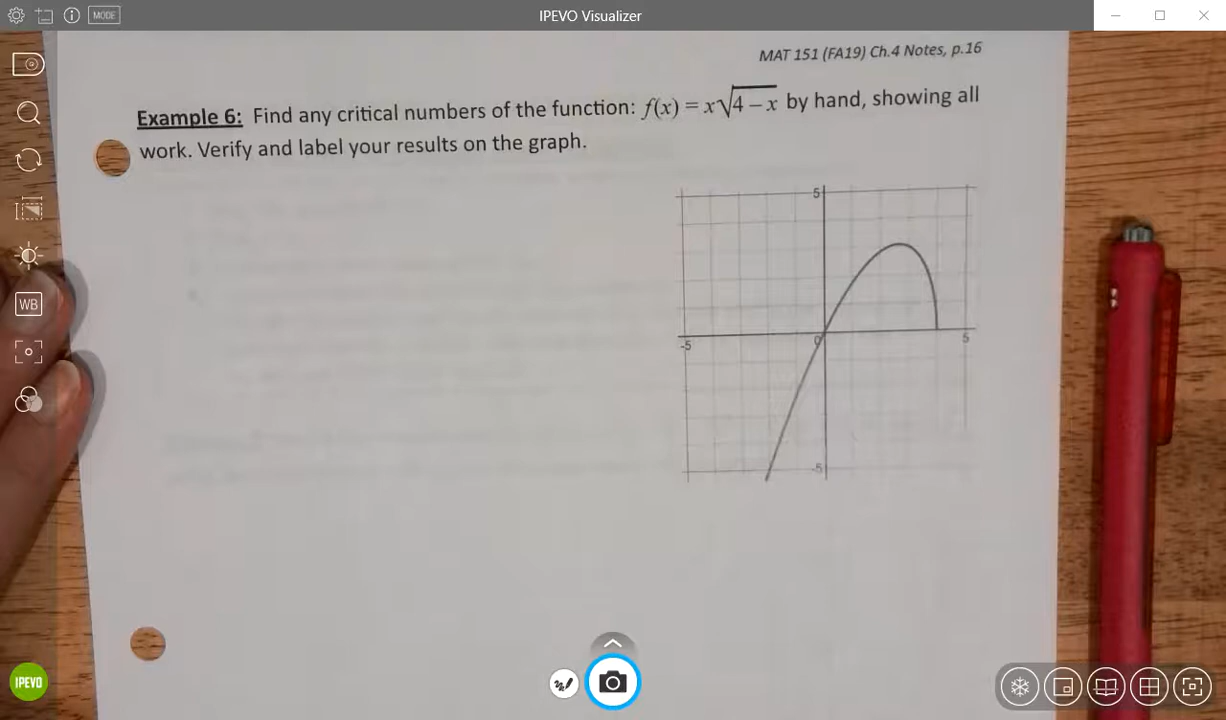 MODE
IPEVO Visualizer
MAT 151 (FA19) Ch.4 Notes, p.16
Example 6: Find any critical numbers of the function: f(x) = x√4 – x by hand, showing all
work. Verify and label your results on the graph.
WB
5
-5
0
5
-5
IPEVO